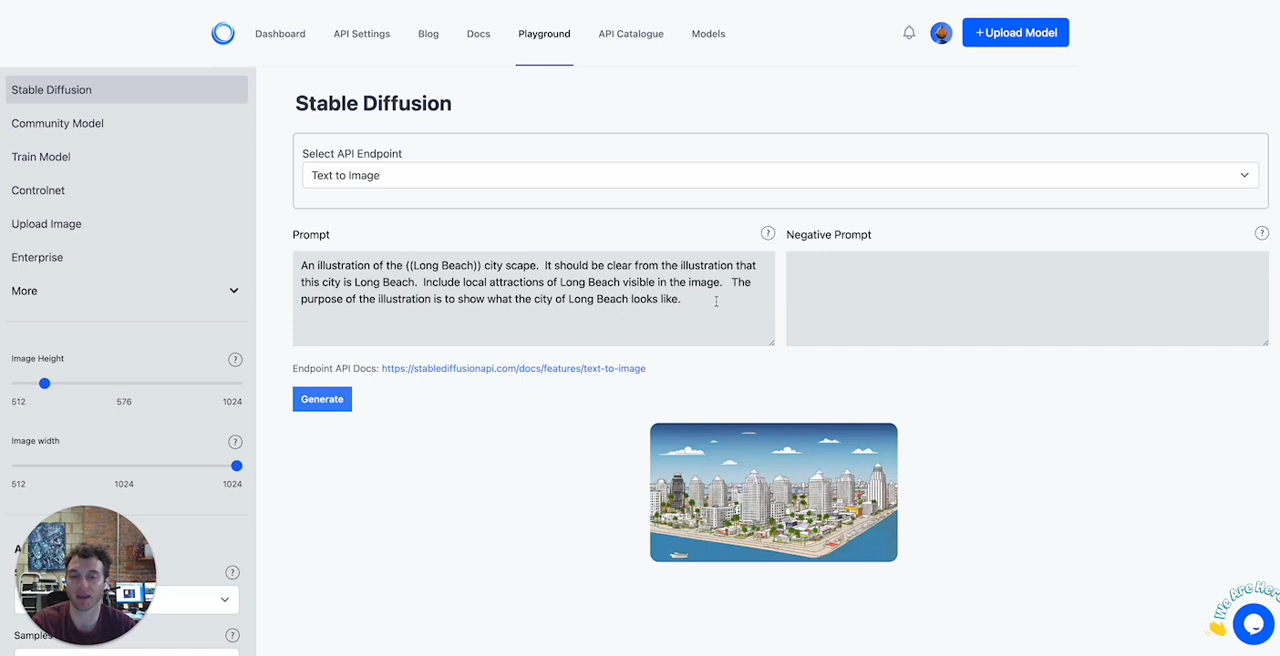 Dashboard
API Settings
Blog
Docs
Playground
API Catalogue
Models
+ Upload Model
Stable Diffusion
Community Model
Train Model
Controlnet
Upload Image
Enterprise
More
Image Height
?
512 576 1024
Image width
?
512 1024 1024
?
Samples
?
Stable Diffusion
Select API Endpoint
Text to Image
Prompt
?
An illustration of the ((Long Beach)) city scape. It should be clear from the illustration that
this city is Long Beach. Include local attractions of Long Beach visible in the image. The
purpose of the illustration is to show what the city of Long Beach looks like.
Negative Prompt
?
Endpoint API Docs: https://stablediffusionapi.com/docs/features/text-to-image
Generate
We Are Here